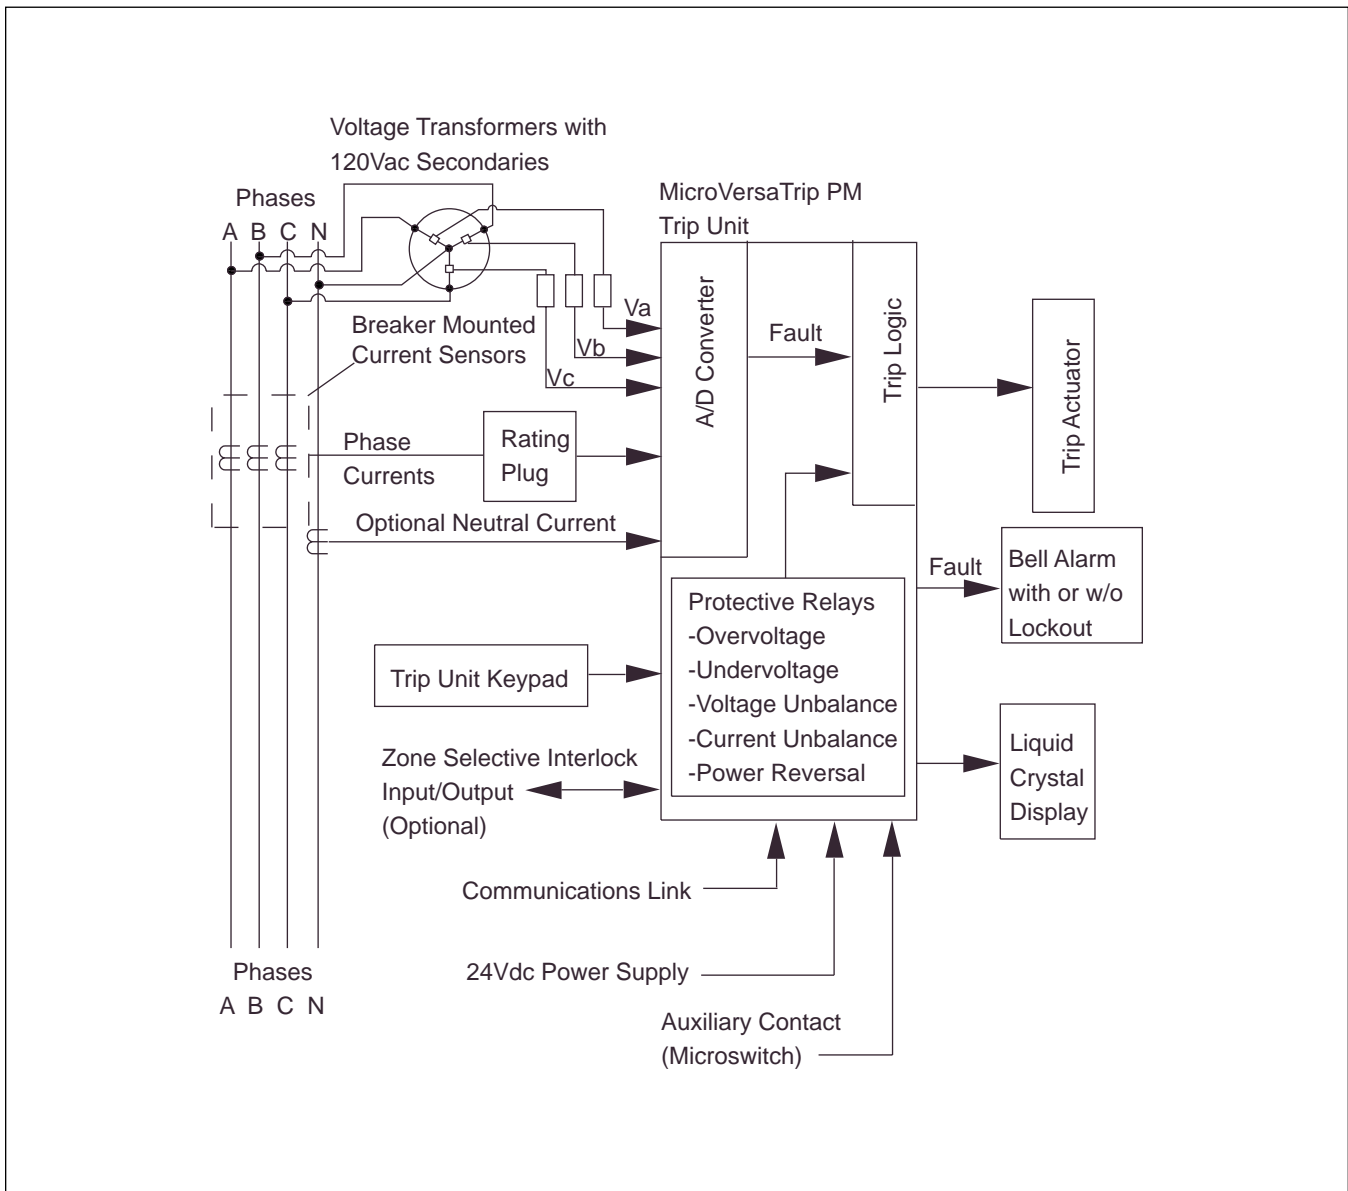 Voltage Transformers with
120Vac Secondaries
Phases
A B C N
MicroVersaTrip PM
Trip Unit
Va
Vb
Vc
A/D Converter
Fault
Trip Logic
Trip Actuator
Breaker Mounted
Current Sensors
Phase
Currents
Rating
Plug
Optional Neutral Current
Fault
Bell Alarm
with or w/o
Lockout
Protective Relays
-Overvoltage
-Undervoltage
-Voltage Unbalance
-Current Unbalance
-Power Reversal
Trip Unit Keypad
Zone Selective Interlock
Input/Output
(Optional)
Liquid
Crystal
Display
Communications Link
24Vdc Power Supply
Auxiliary Contact
(Microswitch)
Phases
A B C N